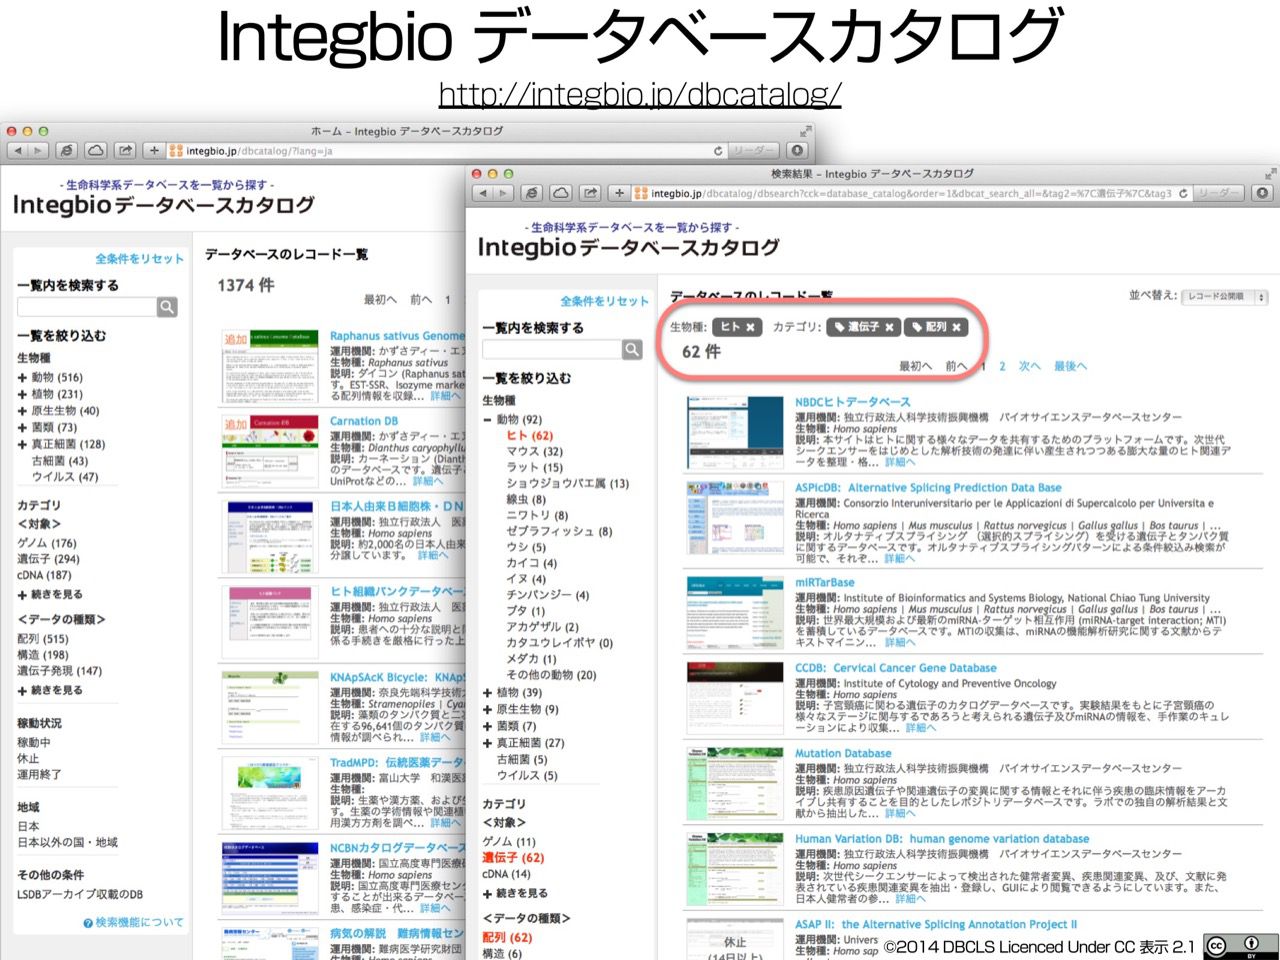 Integbio データベースカタログ
http://integbio.jp/dbcatalog/
ホーム – Integbio データベースカタログ
integbio.jp/dbcatalog/?lang=ja
リーダー
- 生命科学系データベースを一覧から探す -
Integbioデータベースカタログ
全条件をリセット
一覧内を検索する
一覧を絞り込む
生物種
動物 (516)
植物 (231)
原生生物 (40)
菌類 (73)
真正細菌 (128)
古細菌 (43)
ウイルス (47)
カテゴリ
<対象>
ゲノム (176)
遺伝子 (294)
cDNA (187)
続きを見る
<データの種類>
配列 (515)
構造 (198)
遺伝子発現 (147)
続きを見る
稼動状況
稼動中
休止
運用終了
地域
日本
日本以外の国・地域
その他の条件
LSDBアーカイブ収載のDB
検索機能について
データベースのレコード一覧
1374 件
最初へ 前へ 1
追加
Raphanus sativus Genome
運用機関: かずさディー・エヌ
生物種: Raphanus sativus
説明: ダイコン (Raphanus sat
す。EST-SSR、Isozyme marke
る配列情報を収録... 詳細へ
追加
Carnation DB
運用機関: かずさディー・エヌ
生物種: Dianthus caryophyllu
説明: カーネーション (Dianth
のデータベースです。遺伝子
UniProtなどの... 詳細へ
日本人由来B細胞株・DN
運用機関: 独立行政法人 医
生物種: Homo sapiens
説明: 約2,000名の日本人由来
分譲しています。 詳細へ
ヒト組織バンクデータベー
運用機関: 独立行政法人 医
生物種: Homo sapiens
説明: 患者への十分な説明と同
係る手続きを厳格に行った上
KNApSAcK Bicycle: KNApS
運用機関: 奈良先端科学技術大
生物種: Stramenopiles | Cyan
説明: 藻類のタンパク質と二次
在する96,641個のタンパク質
情報が調べられ... 詳細へ
TradMPD: 伝統医薬データ
運用機関: 富山大学 和漢医
生物種:
説明: 生薬や漢方薬、および生
す。生薬の学術情報や関連植
用漢方方剤を調べ... 詳細へ
NCBNカタログデータベース
運用機関: 国立高度専門医療
生物種: Homo sapiens
説明: 国立高度専門医療セン
することが出来るデータベー
患、感染症・代... 詳細へ
病気の解説 難病情報セン
運用機関: 難病医学研究財団
生物種: Homo sapiens
検索結果 – Integbio データベースカタログ
integbio.jp/dbcatalog/dbsearch?cck=database_catalog&order=1&dbcat_search_all=&tag2=%7C遺伝子%7C&tag3
リーダー
- 生命科学系データベースを一覧から探す -
Integbioデータベースカタログ
全条件をリセット
一覧内を検索する
一覧を絞り込む
生物種
動物 (92)
ヒト (62)
マウス (32)
ラット (15)
ショウジョウバエ属 (13)
線虫 (8)
ニワトリ (8)
ゼブラフィッシュ (8)
ウシ (5)
カイコ (4)
イヌ (4)
チンパンジー (4)
ブタ (1)
アカゲザル (2)
カタユウレイボヤ (0)
メダカ (1)
その他の動物 (20)
植物 (39)
原生生物 (9)
菌類 (7)
真正細菌 (27)
古細菌 (5)
ウイルス (5)
カテゴリ
<対象>
ゲノム (11)
遺伝子 (62)
cDNA (14)
続きを見る
<データの種類>
配列 (62)
構造 (6)
データベースのレコード一覧
並べ替え: レコード公開順
生物種: ヒト × カテゴリ: 遺伝子 × 配列 ×
62 件
最初へ 前へ 1 2 次へ 最後へ
NBDCヒトデータベース
運用機関: 独立行政法人科学技術振興機構 バイオサイエンスデータベースセンター
生物種: Homo sapiens
説明: 本サイトはヒトに関する様々なデータを共有するためのプラットフォームです。次世代
シークエンサーをはじめとした解析技術の発達に伴い産生されつつある膨大な量のヒト関連デ
ータを整理・格... 詳細へ
ASPicDB: Alternative Splicing Prediction Data Base
運用機関: Consorzio Interuniversitario per le Applicazioni di Supercalcolo per Universita e
Ricerca
生物種: Homo sapiens | Mus musculus | Rattus norvegicus | Gallus gallus | Bos taurus | ...
説明: オルタナティブスプライシング (選択的スプライシング) を受ける遺伝子とタンパク質
に関するデータベースです。オルタナティブスプライシングパターンによる条件絞込み検索が
可能で、それぞ... 詳細へ
miRTarBase
運用機関: Institute of Bioinformatics and Systems Biology, National Chiao Tung University
生物種: Homo sapiens | Mus musculus | Rattus norvegicus | Gallus gallus | Bos taurus | ...
説明: 世界最大規模および最新のmiRNA-ターゲット相互作用 (miRNA-target interaction; MTI)
を蓄積しているデータベースです。MTIの収集は、miRNAの機能解析研究に関する文献からテ
キストマイニン... 詳細へ
CCDB: Cervical Cancer Gene Database
運用機関: Institute of Cytology and Preventive Oncology
生物種: Homo sapiens
説明: 子宮頸癌に関わる遺伝子のカタログデータベースです。実験結果をもとに子宮頸癌の
様々なステージに関与するであろうと考えられる遺伝子及びmiRNAの情報を、手作業のキュレ
ーションにより収集... 詳細へ
Mutation Database
運用機関: 独立行政法人科学技術振興機構 バイオサイエンスデータベースセンター
生物種: Homo sapiens
説明: 疾患原因遺伝子や関連遺伝子の変異に関する情報とそれに伴う疾患の臨床情報をアーカ
イブし共有することを目的としたレポジトリデータベースです。ラボでの独自の解析結果と文
献から抽出した... 詳細へ
Human Variation DB: human genome variation database
運用機関: 独立行政法人科学技術振興機構 バイオサイエンスデータベースセンター
生物種: Homo sapiens
説明: 次世代シークエンサーによって検出された健常者変異、疾患関連変異、及び、文献に発
表されている疾患関連変異を抽出・登録し、GUIにより閲覧できるようにしています。また、
日本人健常者の参... 詳細へ
休止
(14日以上)
ASAP II: the Alternative Splicing Annotation Project II
運用機関: Univers
生物種: Homo sap
©2014 DBCLS Licenced Under CC 表示 2.1
CC BY